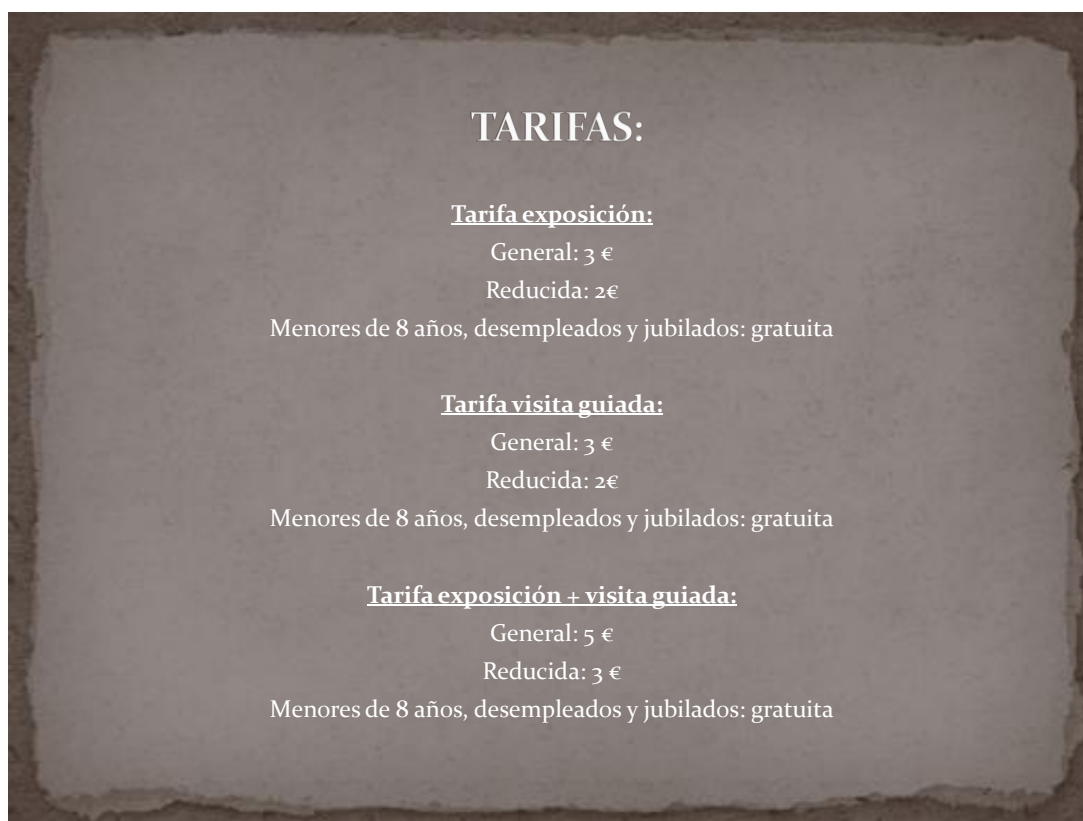 TARIFAS:
Tarifa exposición:
General: 3 €
Reducida: 2€
Menores de 8 años, desempleados y jubilados: gratuita
Tarifa visita guiada:
General: 3 €
Reducida: 2€
Menores de 8 años, desempleados y jubilados: gratuita
Tarifa exposición + visita guiada:
General: 5 €
Reducida: 3 €
Menores de 8 años, desempleados y jubilados: gratuita